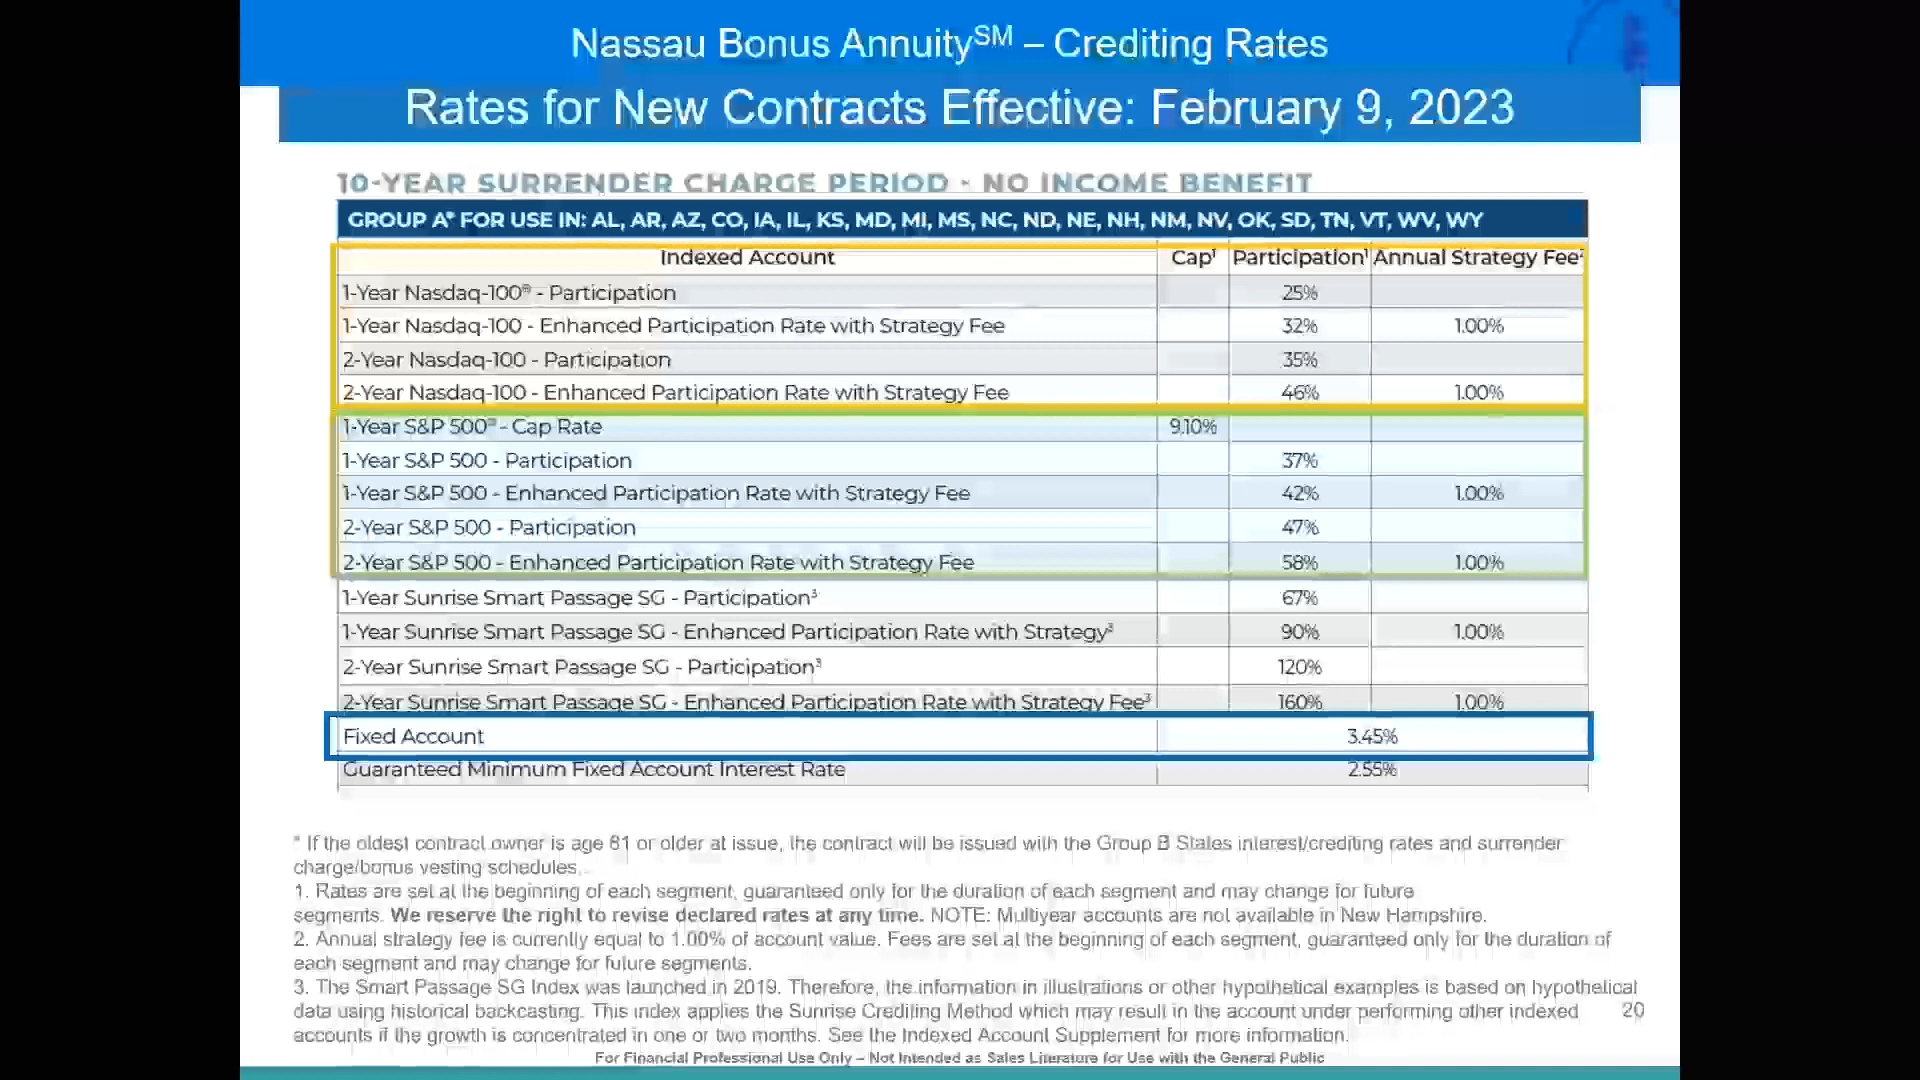 Nassau Bonus Annuity℠ – Crediting Rates
Rates for New Contracts Effective: February 9, 2023
10-YEAR SURRENDER CHARGE PERIOD - NO INCOME BENEFIT
GROUP A* FOR USE IN: AL, AR, AZ, CO, IA, IL, KS, MD, MI, MS, NC, ND, NE, NH, NM, NV, OK, SD, TN, VT, WV, WY
Indexed Account Cap¹ Participation¹ Annual Strategy Fee²
1-Year Nasdaq-100® - Participation 25%
1-Year Nasdaq-100 - Enhanced Participation Rate with Strategy Fee 32% 1.00%
2-Year Nasdaq-100 - Participation 35%
2-Year Nasdaq-100 - Enhanced Participation Rate with Strategy Fee 46% 1.00%
1-Year S&P 500® - Cap Rate 9.10%
1-Year S&P 500 - Participation 37%
1-Year S&P 500 - Enhanced Participation Rate with Strategy Fee 42% 1.00%
2-Year S&P 500 - Participation 47%
2-Year S&P 500 - Enhanced Participation Rate with Strategy Fee 58% 1.00%
1-Year Sunrise Smart Passage SG - Participation³ 67%
1-Year Sunrise Smart Passage SG - Enhanced Participation Rate with Strategy³ 90% 1.00%
2-Year Sunrise Smart Passage SG - Participation³ 120%
2-Year Sunrise Smart Passage SG - Enhanced Participation Rate with Strategy Fee³ 160% 1.00%
Fixed Account 3.45%
Guaranteed Minimum Fixed Account Interest Rate 2.55%
* If the oldest contract owner is age 81 or older at issue, the contract will be issued with the Group B States interest/crediting rates and surrender
charge/bonus vesting schedules.
1. Rates are set at the beginning of each segment, guaranteed only for the duration of each segment and may change for future
segments. We reserve the right to revise declared rates at any time. NOTE: Multiyear accounts are not available in New Hampshire.
2. Annual strategy fee is currently equal to 1.00% of account value. Fees are set at the beginning of each segment, guaranteed only for the duration of
each segment and may change for future segments.
3. The Smart Passage SG Index was launched in 2019. Therefore, the information in illustrations or other hypothetical examples is based on hypothetical
data using historical backcasting. This index applies the Sunrise Crediting Method which may result in the account under performing other indexed
accounts if the growth is concentrated in one or two months. See the Indexed Account Supplement for more information.
20
For Financial Professional Use Only – Not Intended as Sales Literature for Use with the General Public